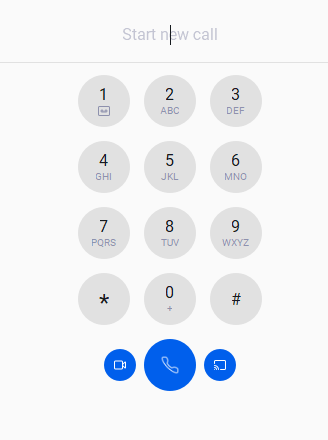 Start new call
1 2 3
ABC DEF
4 5 6
GHI JKL MNO
7 8 9
PQRS TUV WXYZ
* 0 #
+